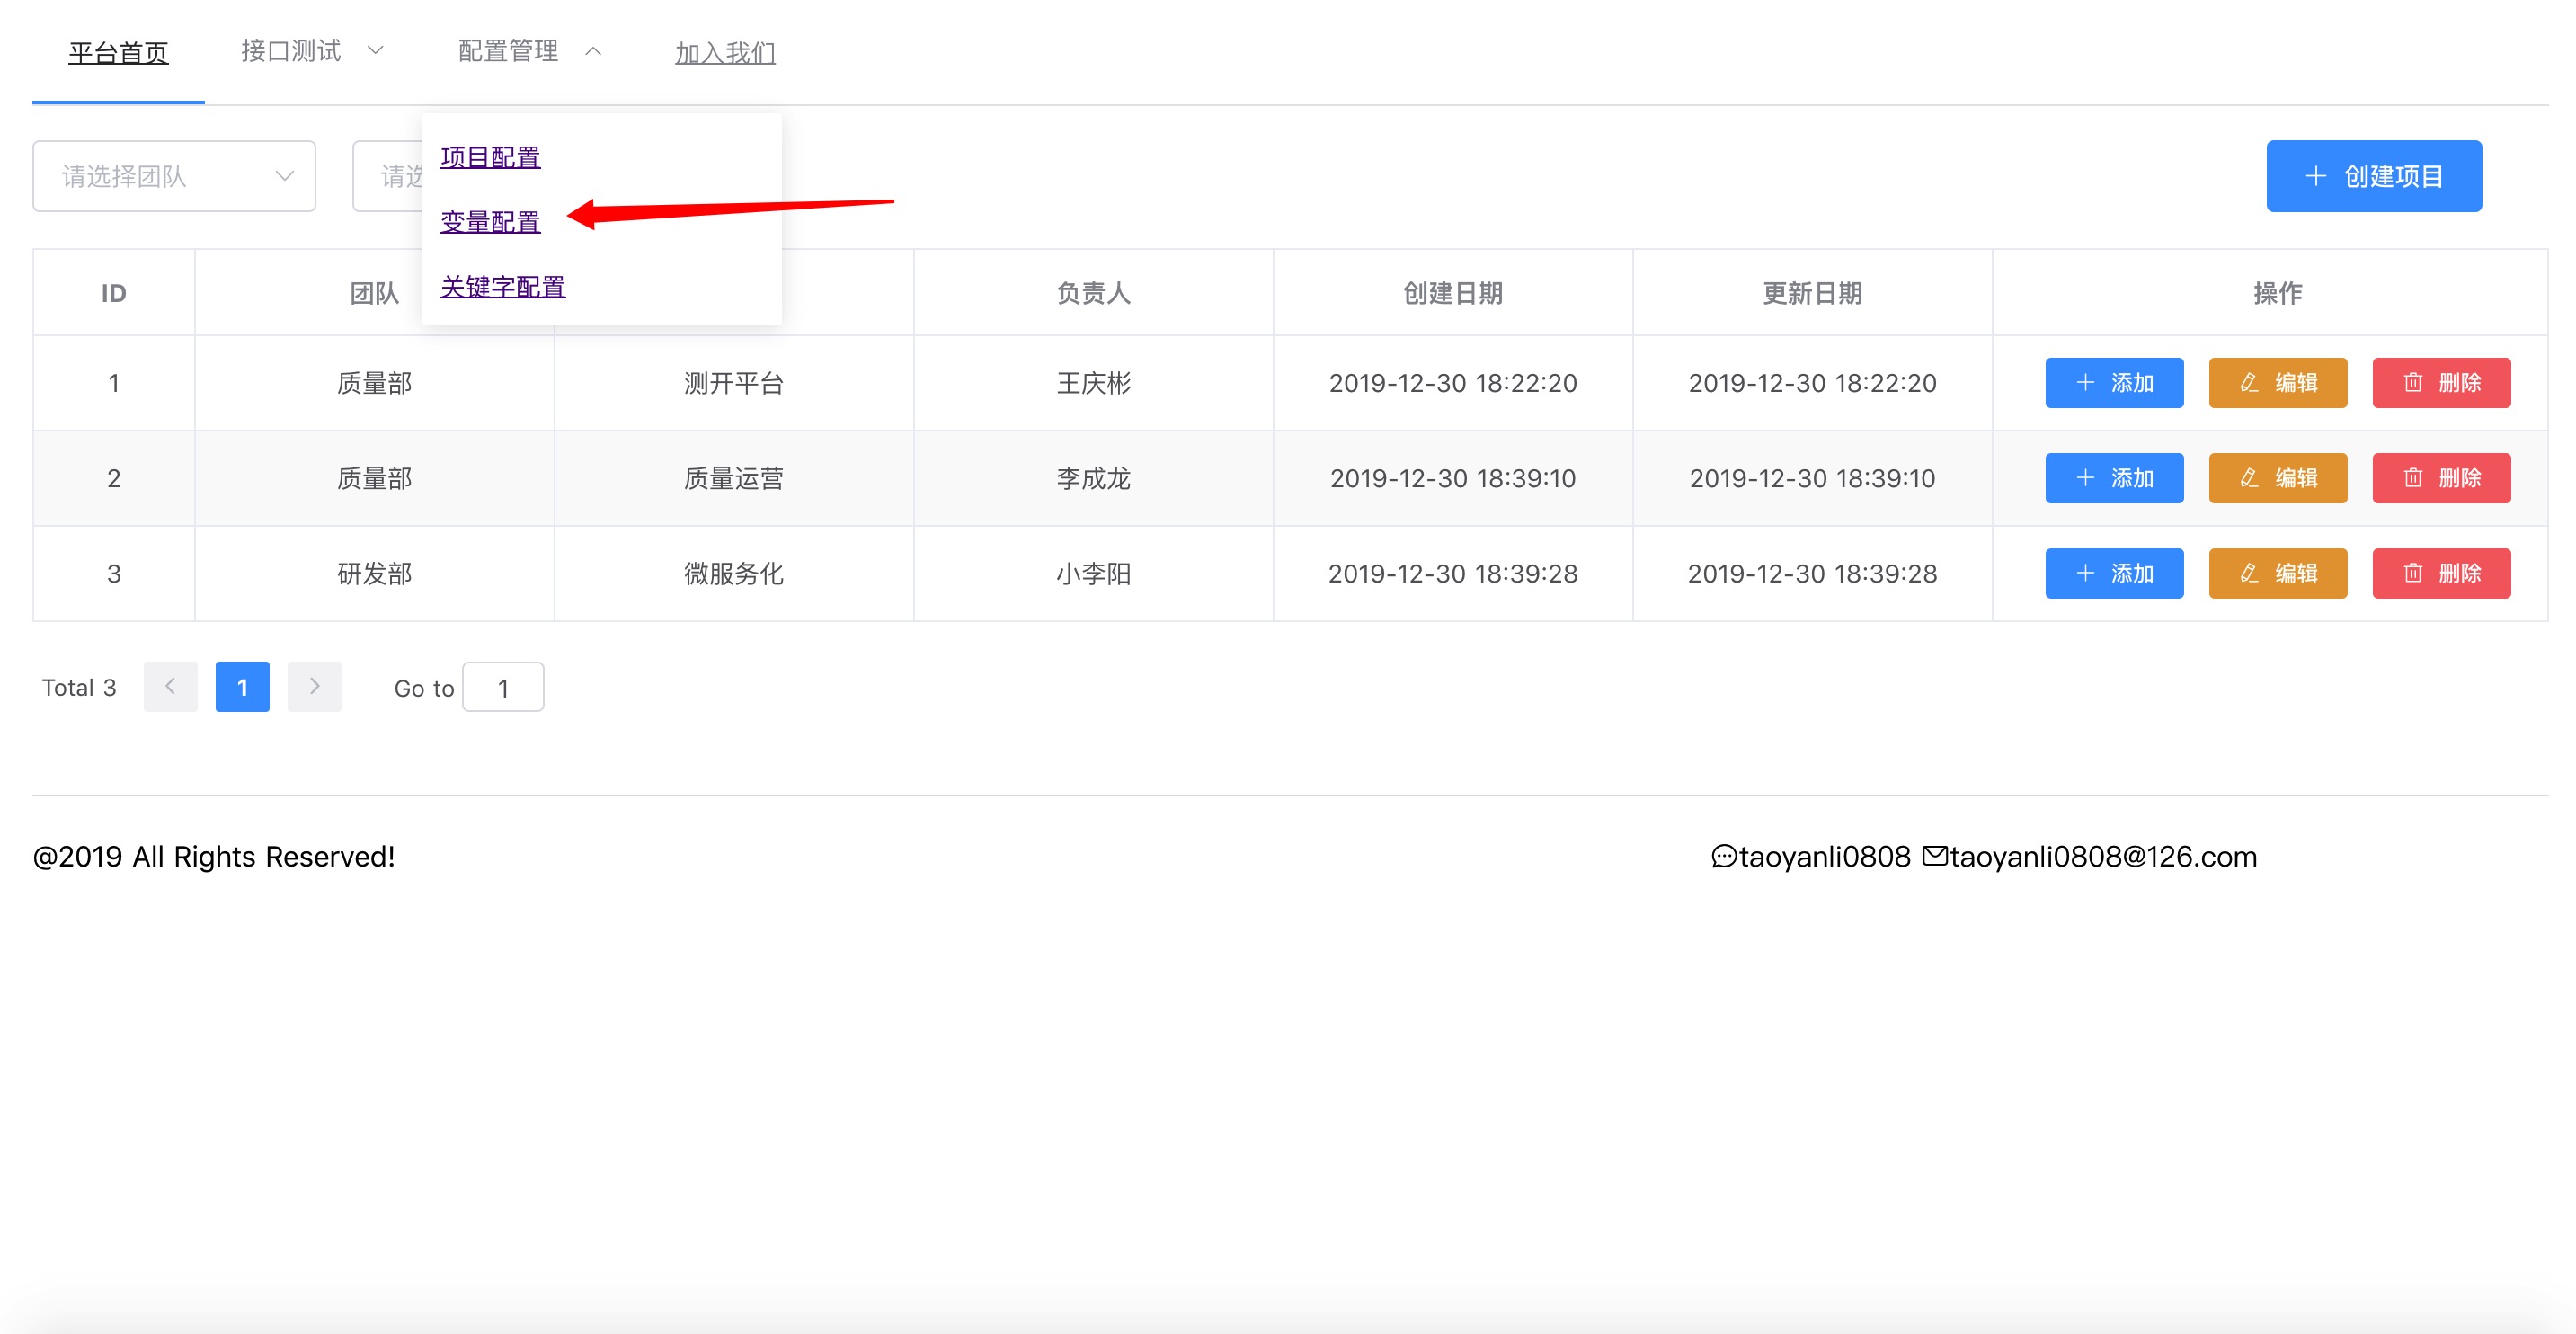 平台首页 接口测试 配置管理 加入我们
项目配置
请选择团队 请选 创建项目
变量配置
关键字配置
ID 团队 负责人 创建日期 更新日期 操作
1 质量部 测开平台 王庆彬 2019-12-30 18:22:20 2019-12-30 18:22:20 添加 编辑 删除
2 质量部 质量运营 李成龙 2019-12-30 18:39:10 2019-12-30 18:39:10 添加 编辑 删除
3 研发部 微服务化 小李阳 2019-12-30 18:39:28 2019-12-30 18:39:28 添加 编辑 删除
Total 3 1 Go to 1
@2019 All Rights Reserved! taoyanli0808 taoyanli0808@126.com